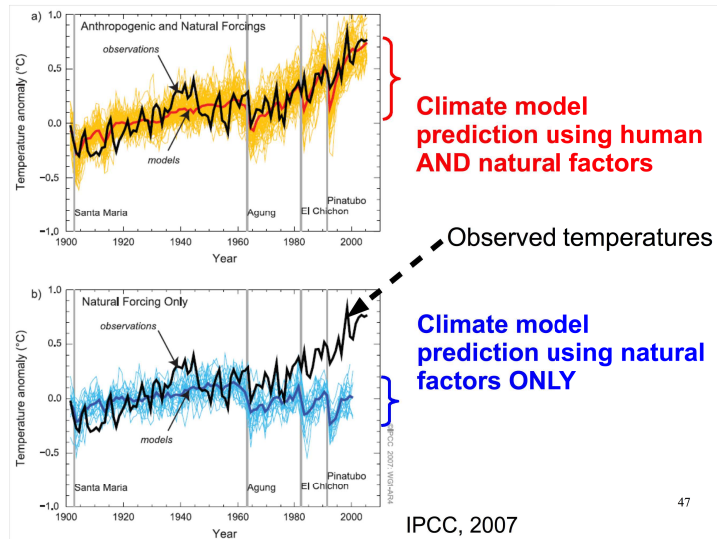 a)
Anthropogenic and Natural Forcings
observations
models
Temperature anomaly (°C)
1.0
0.5
0.0
−0.5
−1.0
Santa Maria
Agung
El Chichon
Pinatubo
1900
1920
1940
1960
1980
2000
Year
Climate model
prediction using human
AND natural factors
Observed temperatures
b)
Natural Forcing Only
observations
models
Temperature anomaly (°C)
1.0
0.5
0.0
−0.5
−1.0
Santa Maria
Agung
El Chichon
Pinatubo
1900
1920
1940
1960
1980
2000
Year
Climate model
prediction using natural
factors ONLY
©IPCC 2007: WG1-AR4
47
IPCC, 2007